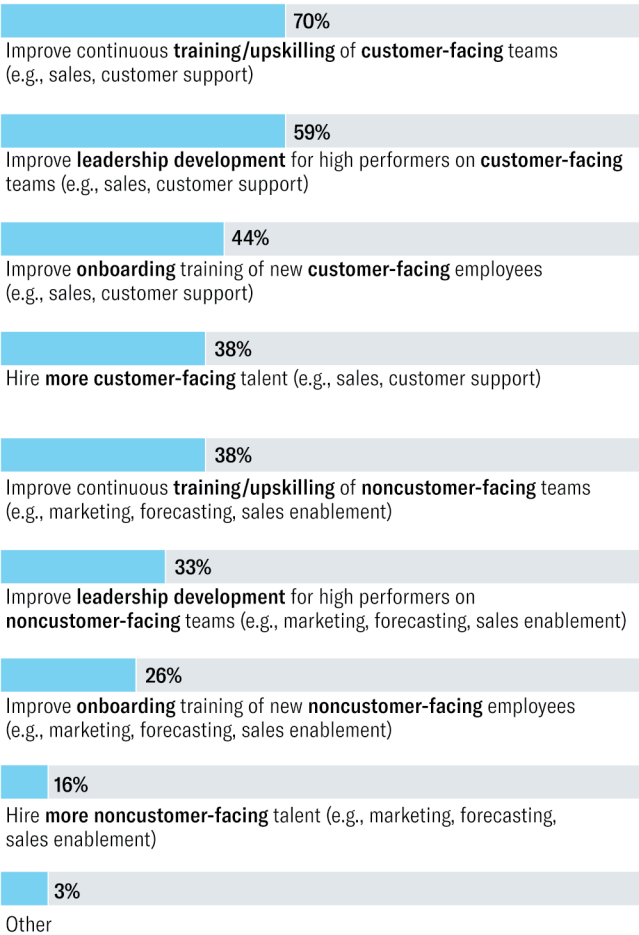 70%
Improve continuous training/upskilling of customer-facing teams
(e.g., sales, customer support)
59%
Improve leadership development for high performers on customer-facing
teams (e.g., sales, customer support)
44%
Improve onboarding training of new customer-facing employees
(e.g., sales, customer support)
38%
Hire more customer-facing talent (e.g., sales, customer support)
38%
Improve continuous training/upskilling of noncustomer-facing teams
(e.g., marketing, forecasting, sales enablement)
33%
Improve leadership development for high performers on
noncustomer-facing teams (e.g., marketing, forecasting, sales enablement)
26%
Improve onboarding training of new noncustomer-facing employees
(e.g., marketing, forecasting, sales enablement)
16%
Hire more noncustomer-facing talent (e.g., marketing, forecasting,
sales enablement)
3%
Other